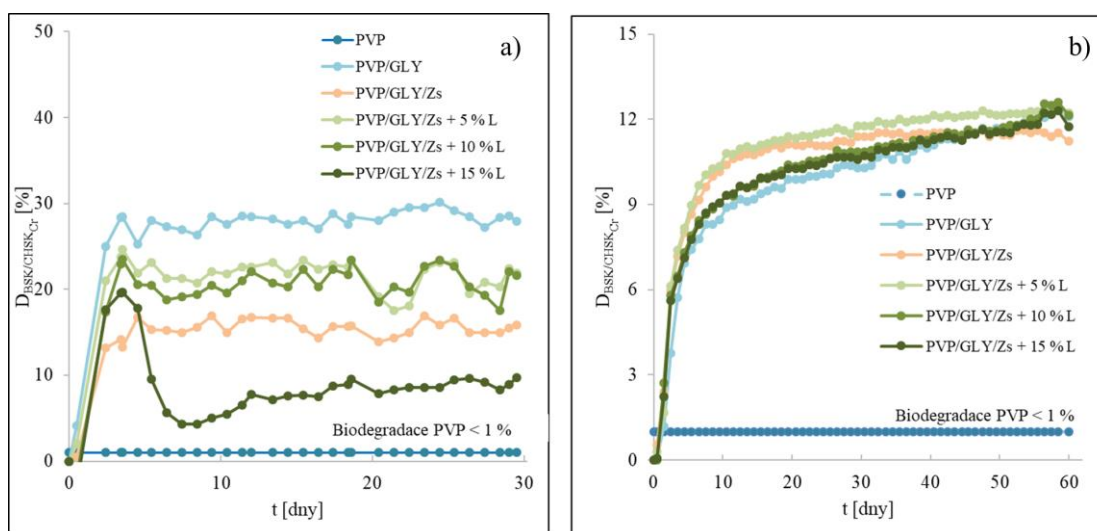 a)
D_BSK/CHSK_Cr [%]
50
40
30
20
10
0
PVP
PVP/GLY
PVP/GLY/Zs
PVP/GLY/Zs + 5 % L
PVP/GLY/Zs + 10 % L
PVP/GLY/Zs + 15 % L
Biodegradace PVP < 1 %
0 10 20 30
t [dny]
b)
D_BSK/CHSK_Cr [%]
15
12
9
6
3
0
PVP
PVP/GLY
PVP/GLY/Zs
PVP/GLY/Zs + 5 % L
PVP/GLY/Zs + 10 % L
PVP/GLY/Zs + 15 % L
Biodegradace PVP < 1 %
0 10 20 30 40 50 60
t [dny]